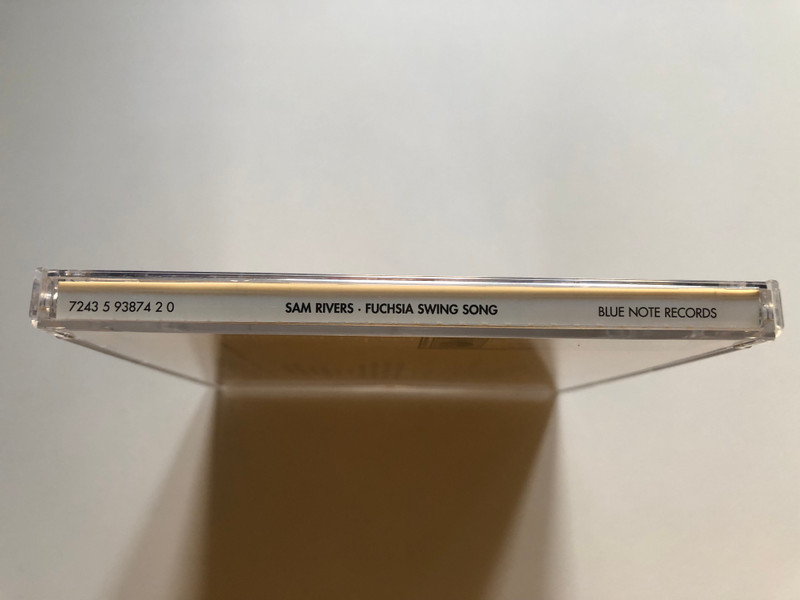 7243 5 93874 2 0 SAM RIVERS · FUCHSIA SWING SONG BLUE NOTE RECORDS